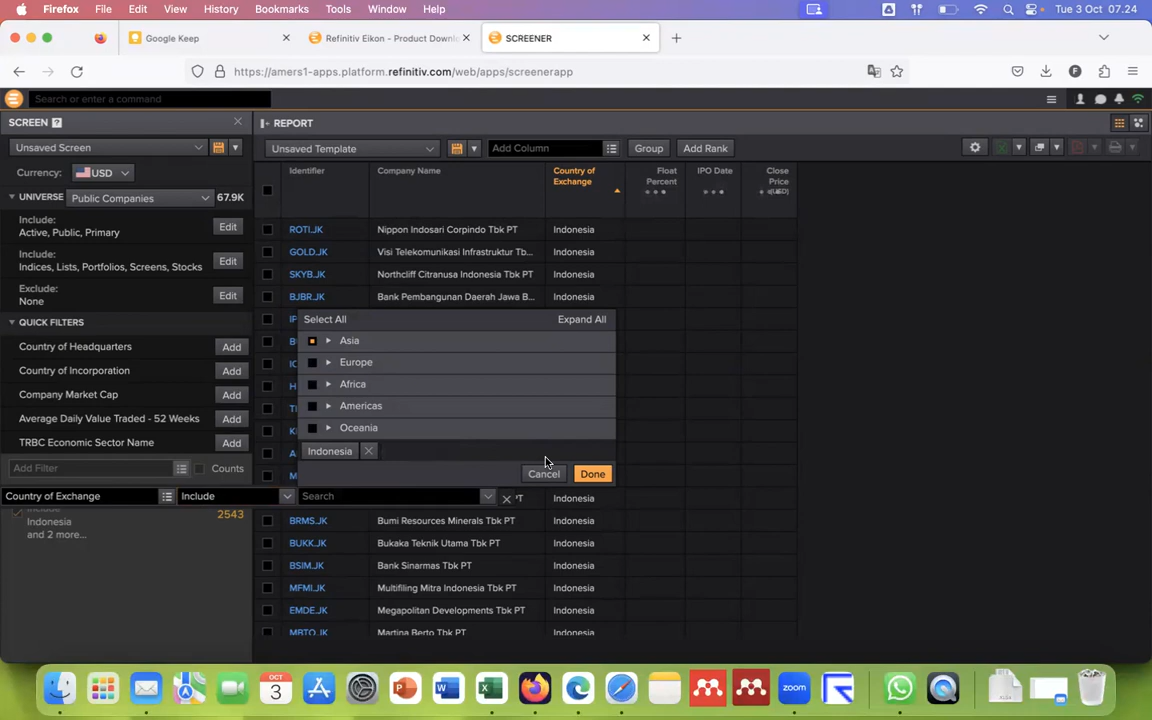 Firefox File Edit View History Bookmarks Tools Window Help Tue 3 Oct 07.24
Google Keep Refinitiv Eikon - Product Downlo SCREENER
https://amers1-apps.platform.refinitiv.com/web/apps/screenerapp
Search or enter a command
SCREEN REPORT
Unsaved Screen Unsaved Template Add Column Group Add Rank
Currency: USD
UNIVERSE Public Companies 67.9K
Identifier Company Name Country of Exchange Float Percent IPO Date Close Price (USD)
Include:
Active, Public, Primary Edit
Include:
Indices, Lists, Portfolios, Screens, Stocks Edit
Exclude:
None Edit
QUICK FILTERS
Country of Headquarters Add
Country of Incorporation Add
Company Market Cap Add
Average Daily Value Traded - 52 Weeks Add
TRBC Economic Sector Name Add
Add Filter Counts
Country of Exchange Include Search
Include
Indonesia 2543
and 2 more...
ROTI.JK Nippon Indosari Corpindo Tbk PT Indonesia
GOLD.JK Visi Telekomunikasi Infrastruktur Tb... Indonesia
SKYB.JK Northcliff Citranusa Indonesia Tbk PT Indonesia
BJBR.JK Bank Pembangunan Daerah Jawa B... Indonesia
Select All Expand All
Asia
Europe
Africa
Americas
Oceania
Indonesia
Cancel Done
Indonesia
BRMS.JK Bumi Resources Minerals Tbk PT Indonesia
BUKK.JK Bukaka Teknik Utama Tbk PT Indonesia
BSIM.JK Bank Sinarmas Tbk PT Indonesia
MFMI.JK Multifiling Mitra Indonesia Tbk PT Indonesia
EMDE.JK Megapolitan Developments Tbk PT Indonesia
MBTO.JK Martina Berto Tbk PT Indonesia
OCT
3
zoom